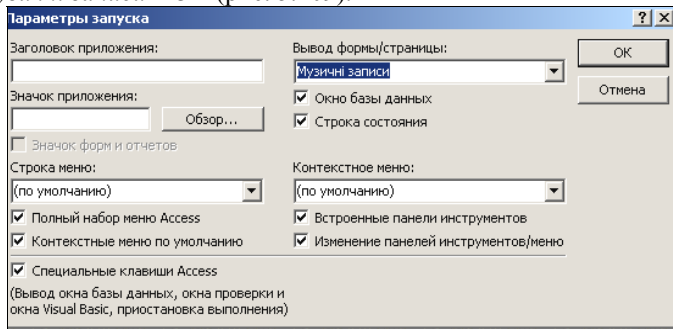 Параметры запуска
Заголовок приложения:
Вывод формы/страницы:
OK
Музичні записи
Отмена
Значок приложения:
Окно базы данных
Обзор...
Строка состояния
Значок форм и отчетов
Строка меню:
Контекстное меню:
(по умолчанию)
(по умолчанию)
Полный набор меню Access
Встроенные панели инструментов
Контекстные меню по умолчанию
Изменение панелей инструментов/меню
Специальные клавиши Access
(Вывод окна базы данных, окна проверки и
окна Visual Basic, приостановка выполнения)